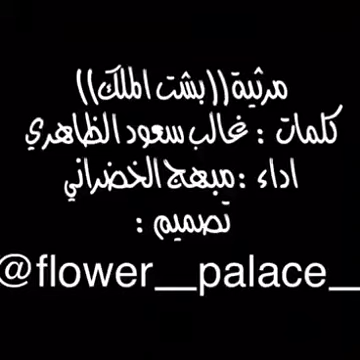 مرثية((بشت الملك))
كلمات : غالب سعود الظاهري
اداء :مبهج الخضراني
تصميم :
@flower__palace__